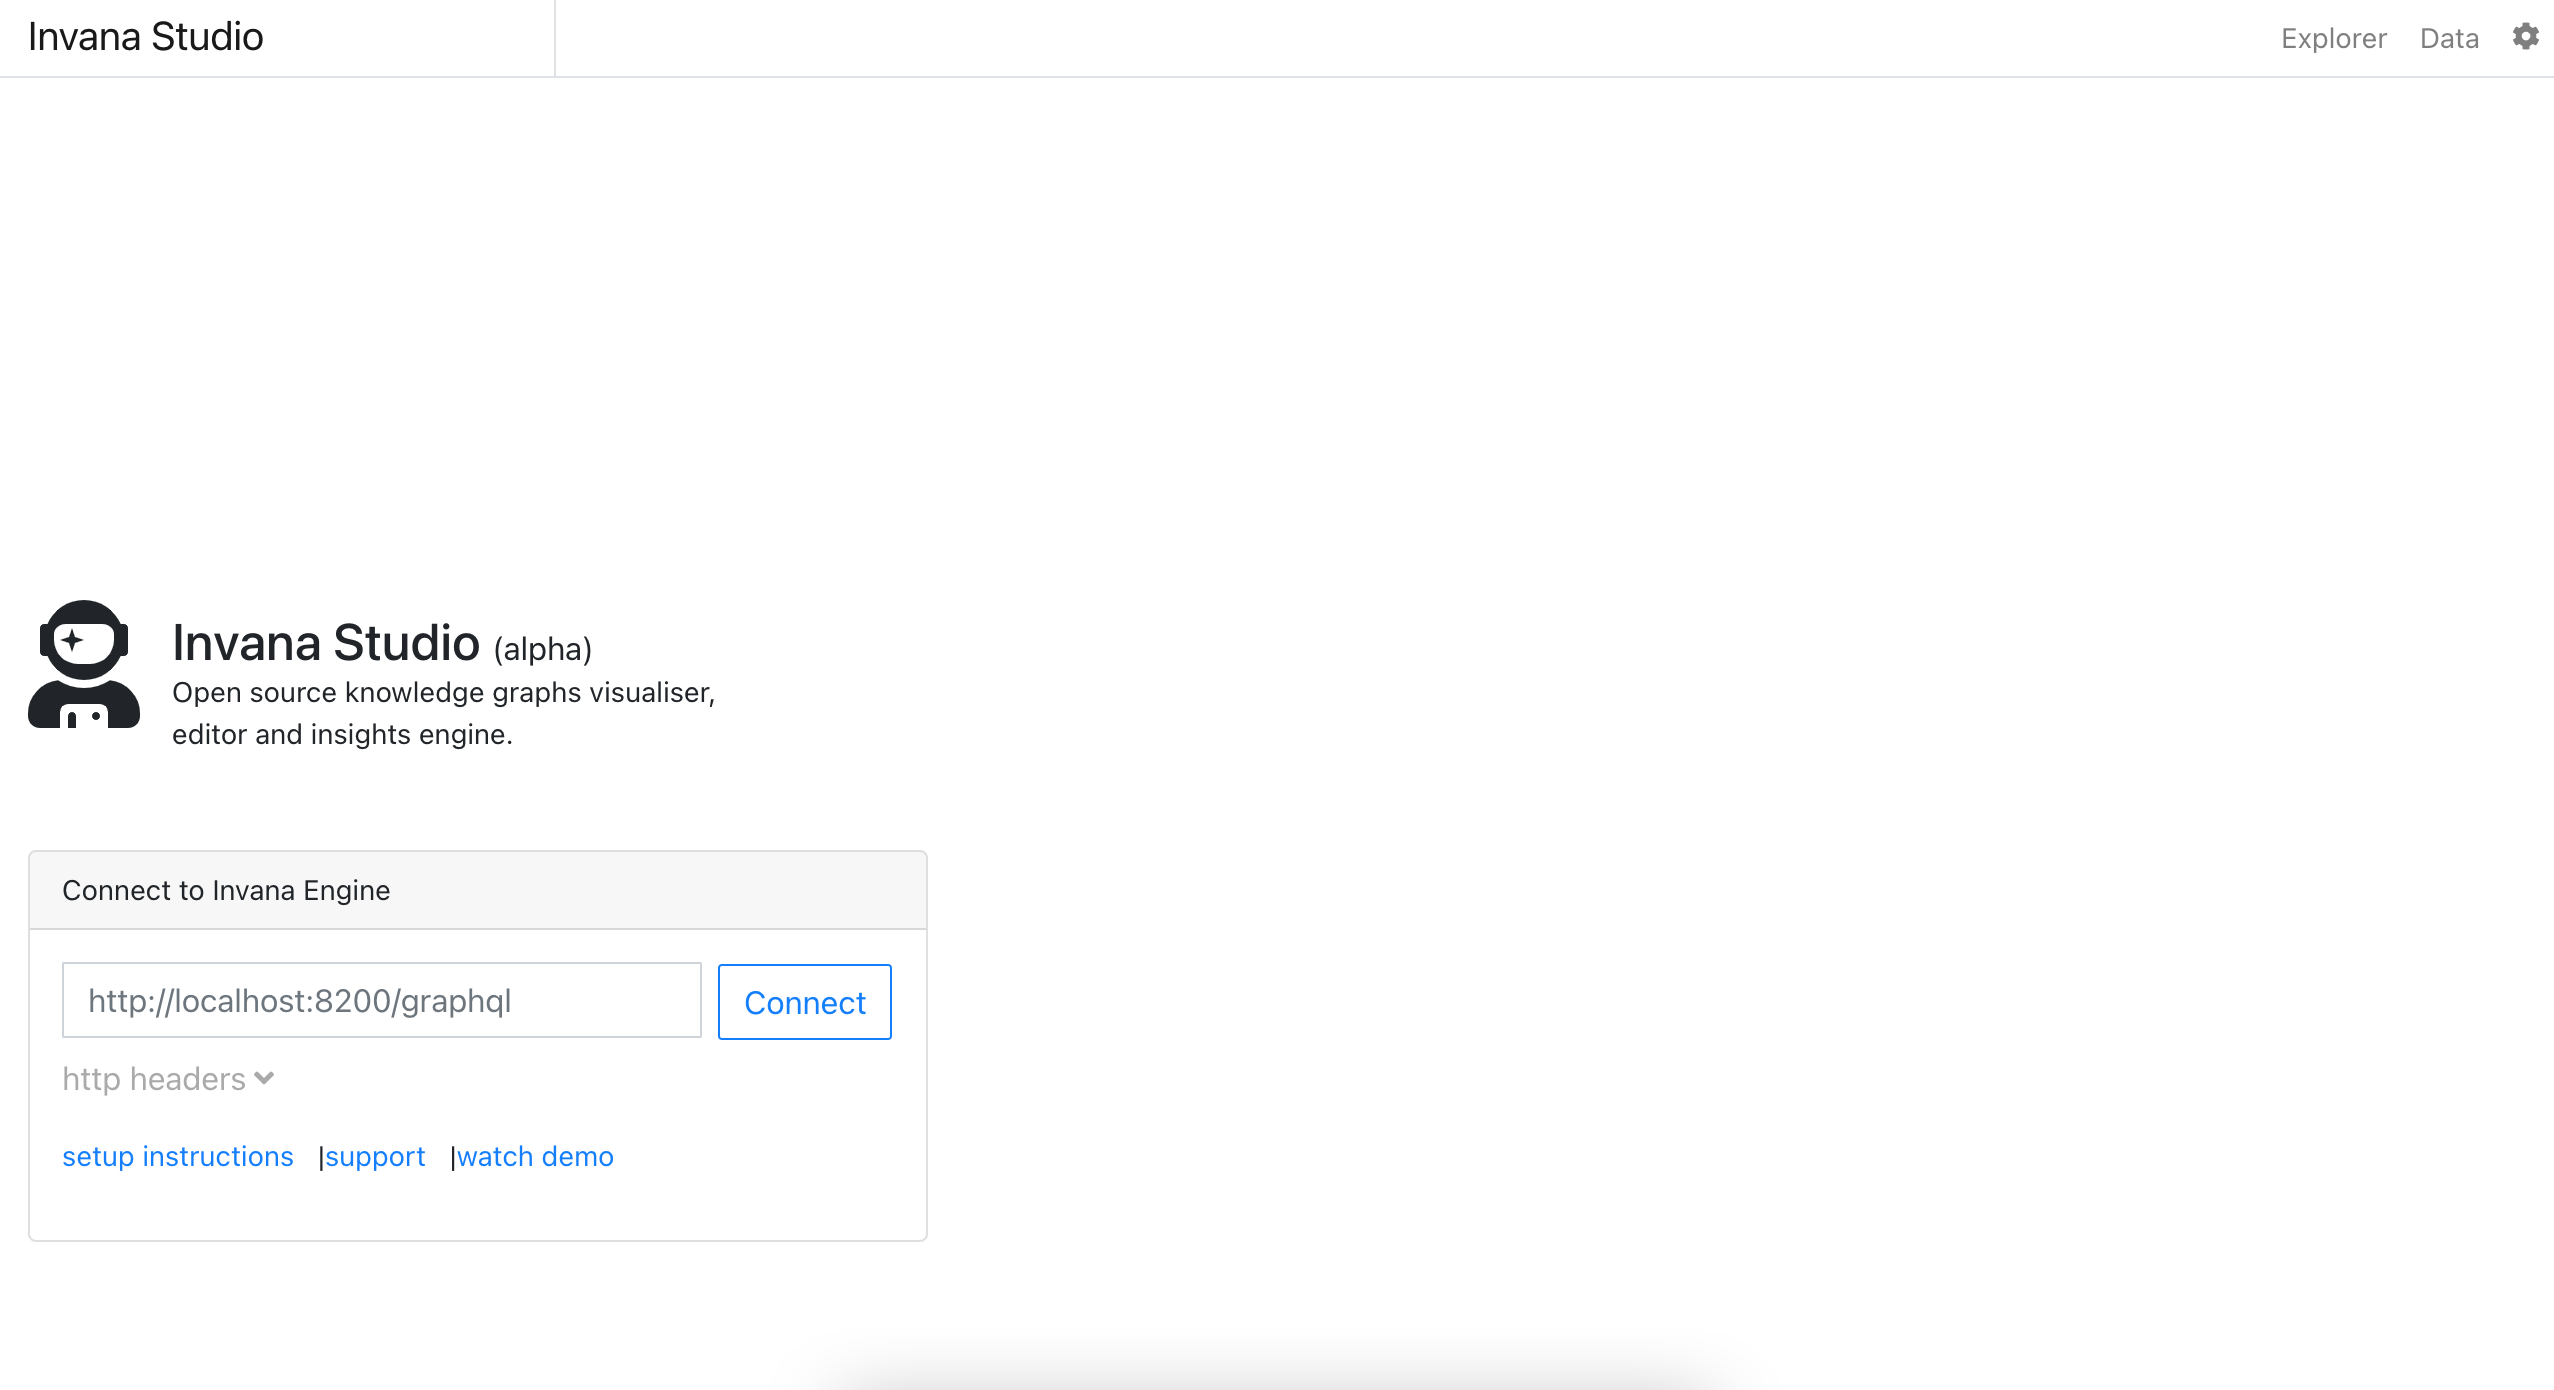 Invana Studio
Explorer Data
Invana Studio (alpha)
Open source knowledge graphs visualiser,
editor and insights engine.
Connect to Invana Engine
http://localhost:8200/graphql
Connect
http headers
setup instructions |support |watch demo